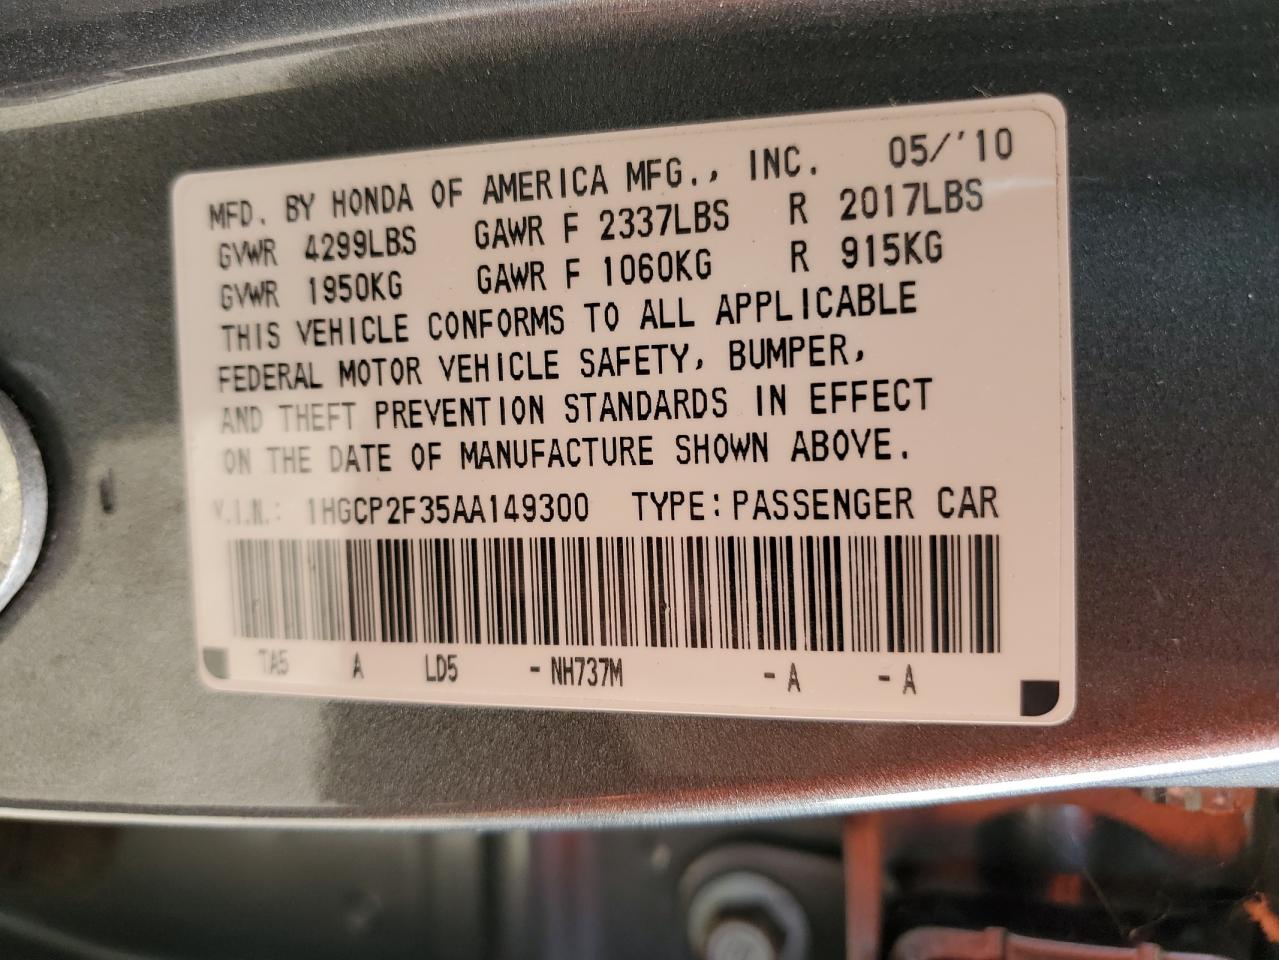 MFD. BY HONDA OF AMERICA MFG., INC. 05/'10
GVWR 4299LBS GAWR F 2337LBS R 2017LBS
GVWR 1950KG GAWR F 1060KG R 915KG
THIS VEHICLE CONFORMS TO ALL APPLICABLE
FEDERAL MOTOR VEHICLE SAFETY, BUMPER,
AND THEFT PREVENTION STANDARDS IN EFFECT
ON THE DATE OF MANUFACTURE SHOWN ABOVE.
V.I.N.: 1HGCP2F35AA149300 TYPE:PASSENGER CAR
TA5 A LD5 -NH737M -A -A